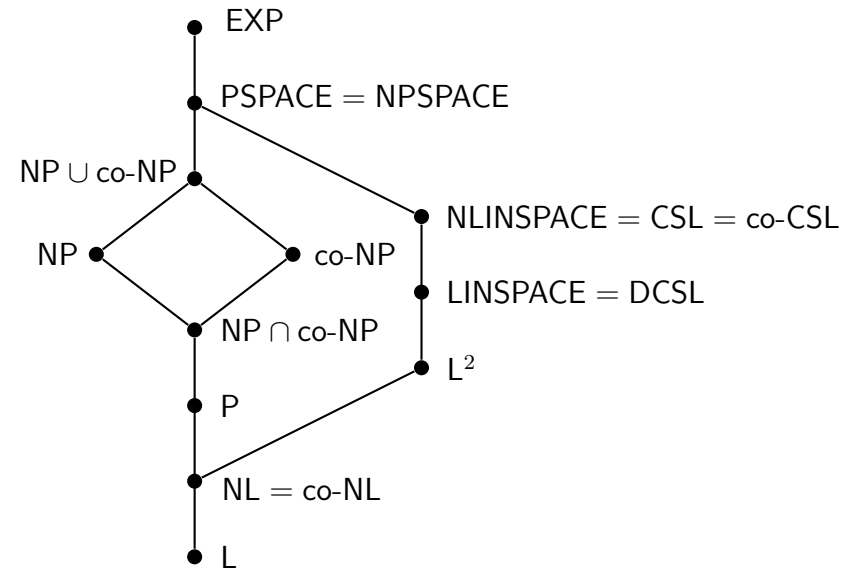 EXP
PSPACE = NPSPACE
NP ∪ co-NP
NLINSPACE = CSL = co-CSL
NP
co-NP
LINSPACE = DCSL
NP ∩ co-NP
L²
P
NL = co-NL
L